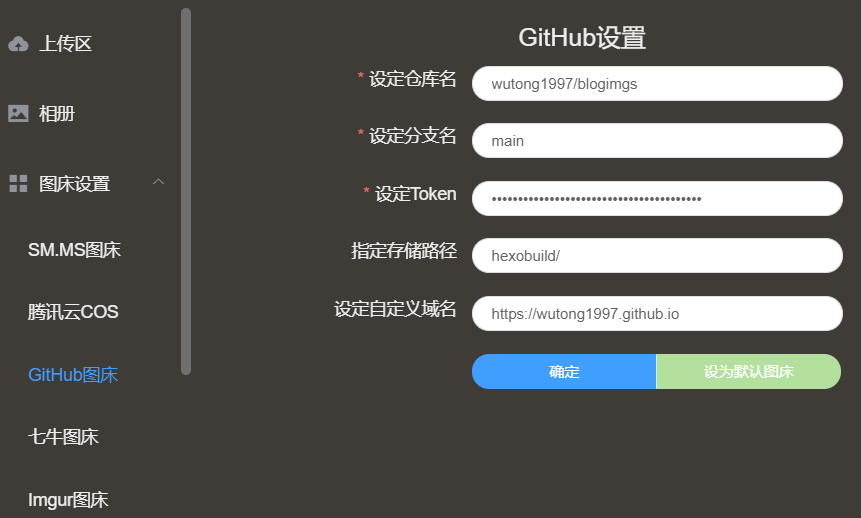 上传区
相册
图床设置
SM.MS图床
腾讯云COS
GitHub图床
七牛图床
Imgur图床
GitHub设置
* 设定仓库名
wutong1997/blogimgs
* 设定分支名
main
* 设定Token
••••••••••••••••••••••••••••••••••••••••
指定存储路径
hexobuild/
设定自定义域名
https://wutong1997.github.io
确定
设为默认图床